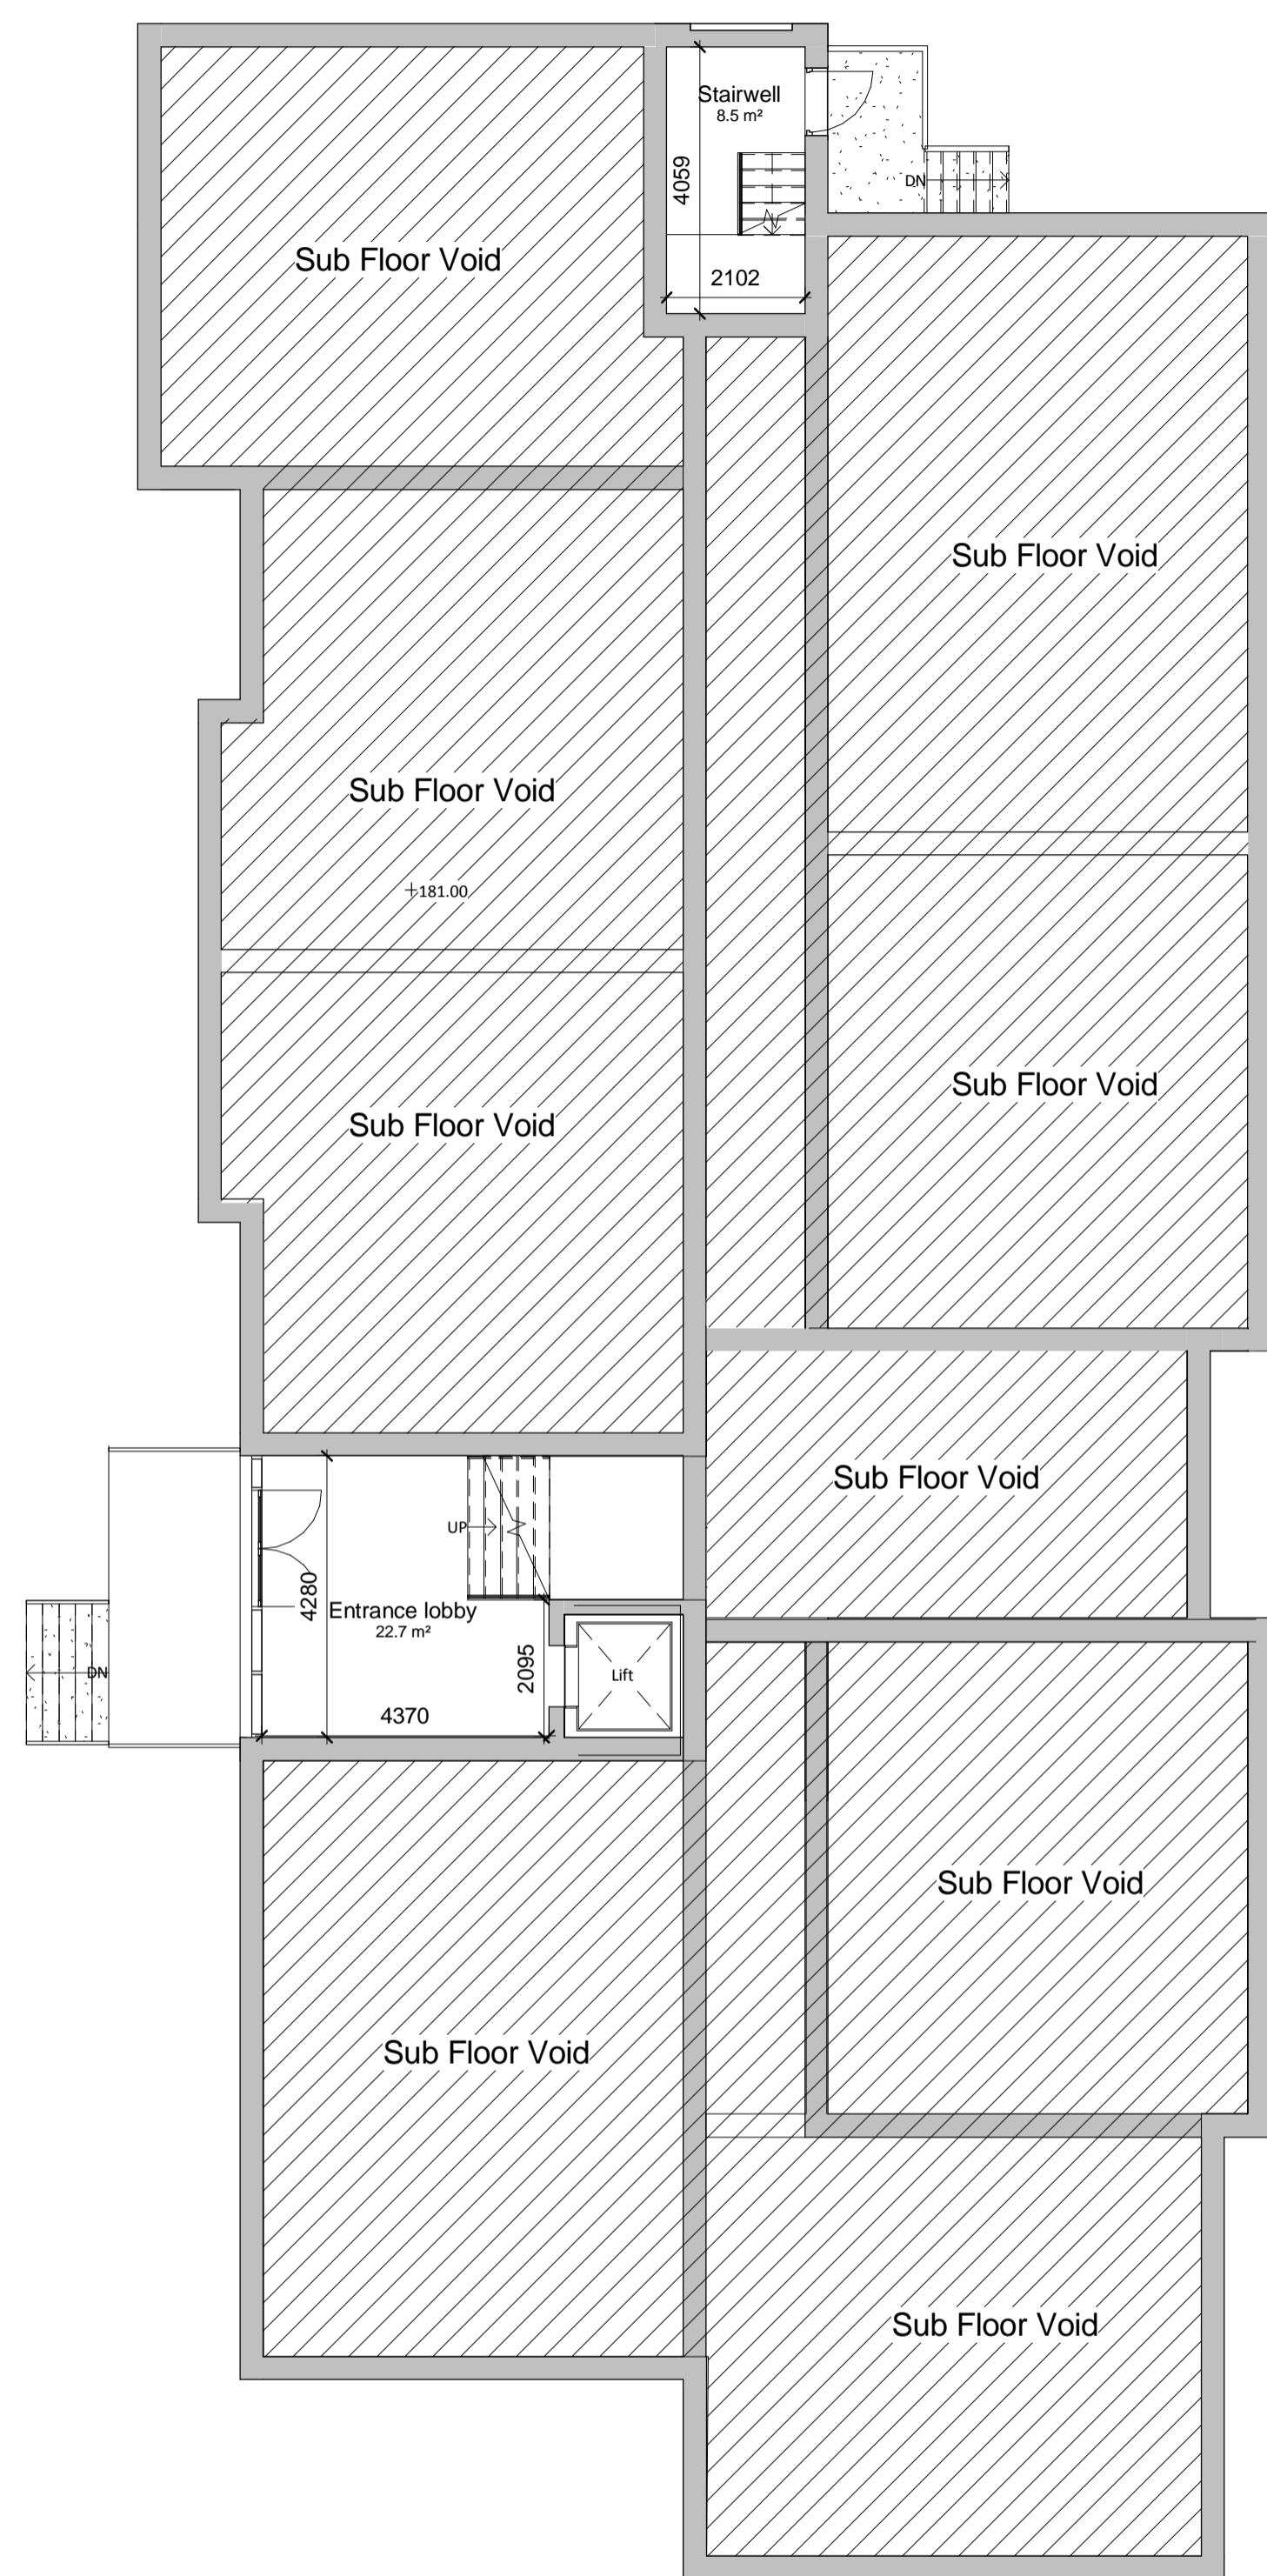 Stairwell
8.5 m²
4059
DN
2102
Sub Floor Void
Sub Floor Void
Sub Floor Void
+181.00
Sub Floor Void
Sub Floor Void
Sub Floor Void
UP
4280
Entrance lobby
22.7 m²
2095
Lift
DN
4370
Sub Floor Void
Sub Floor Void
Sub Floor Void